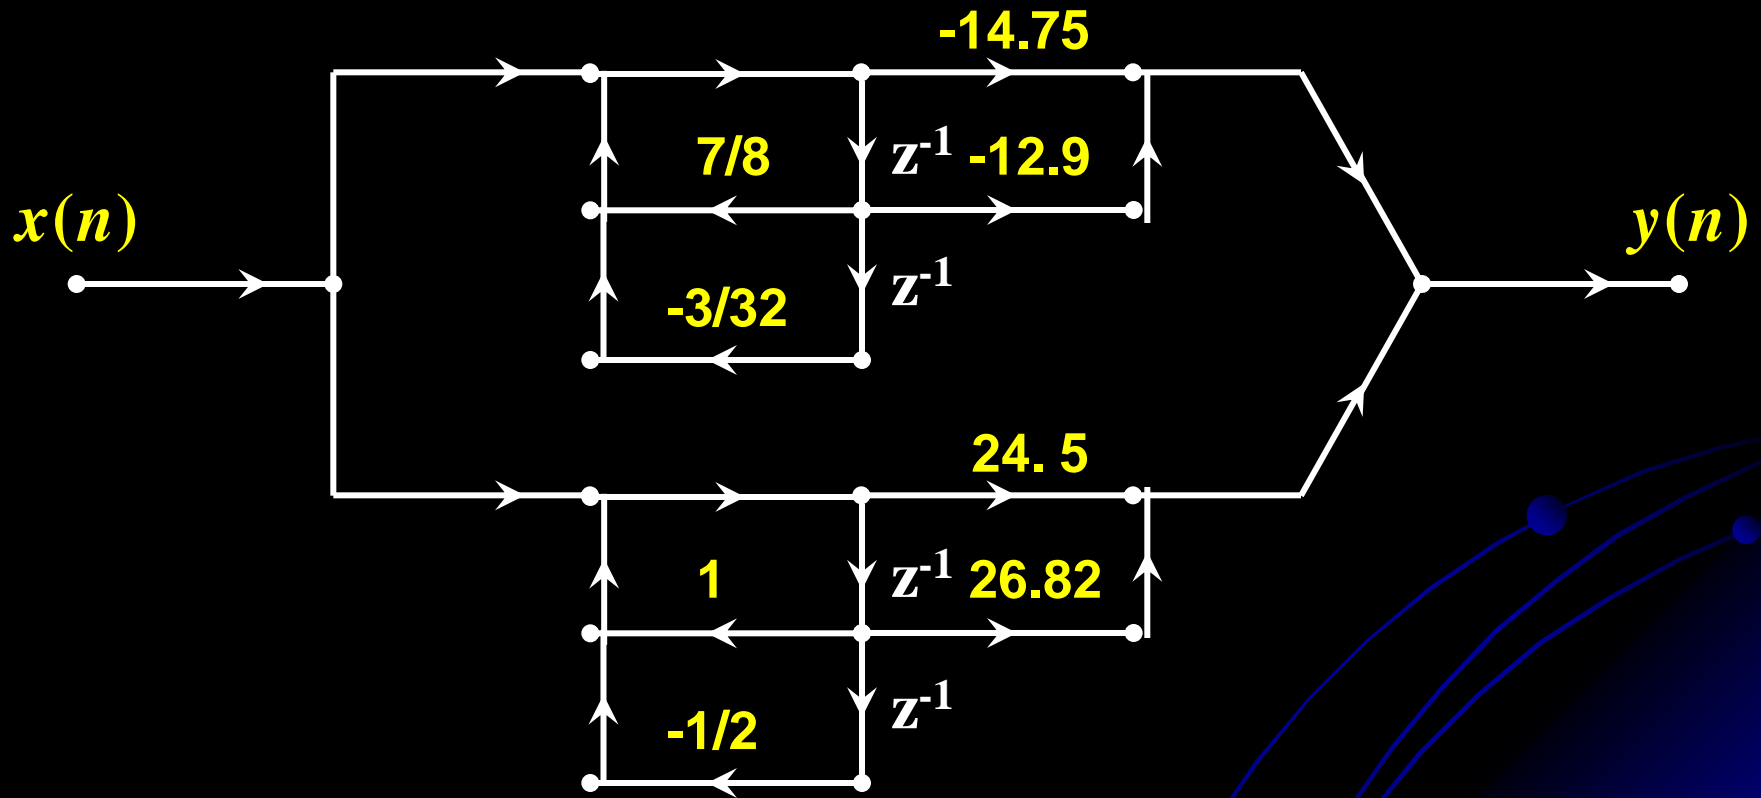 -14.75
7/8
z⁻¹
-12.9
x(n)
y(n)
z⁻¹
-3/32
24. 5
1
z⁻¹
26.82
z⁻¹
-1/2